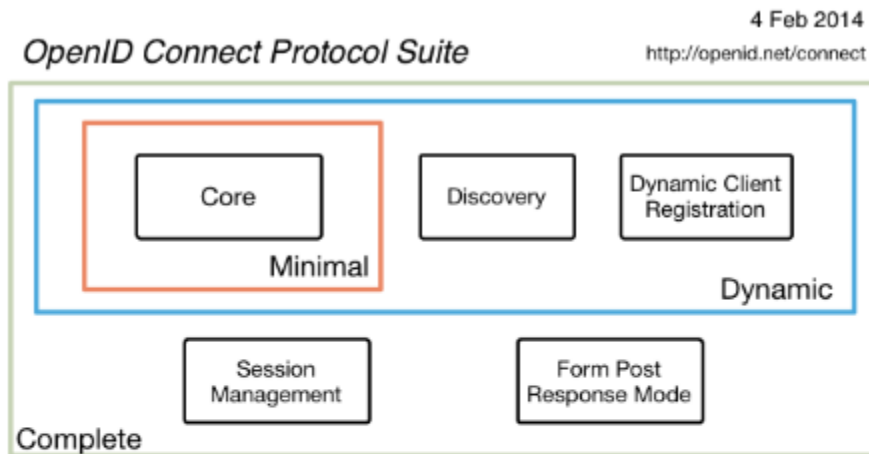 4 Feb 2014
OpenID Connect Protocol Suite
http://openid.net/connect
Core
Discovery
Dynamic Client
Registration
Minimal
Dynamic
Session
Management
Form Post
Response Mode
Complete